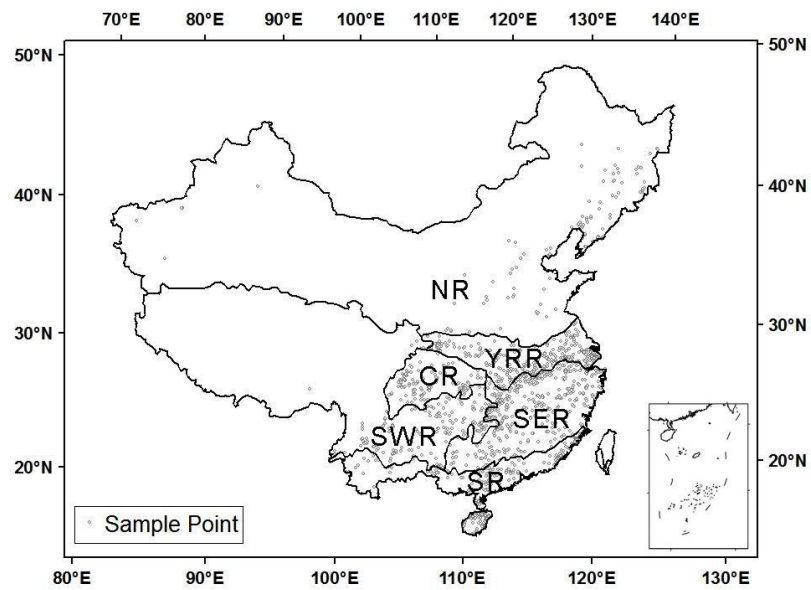 70°E 80°E 90°E 100°E 110°E 120°E 130°E 140°E
50°N 50°N
40°N 40°N
NR
30°N 30°N
YRR
CR
SER
SWR
20°N 20°N
SR
Sample Point
80°E 90°E 100°E 110°E 120°E 130°E